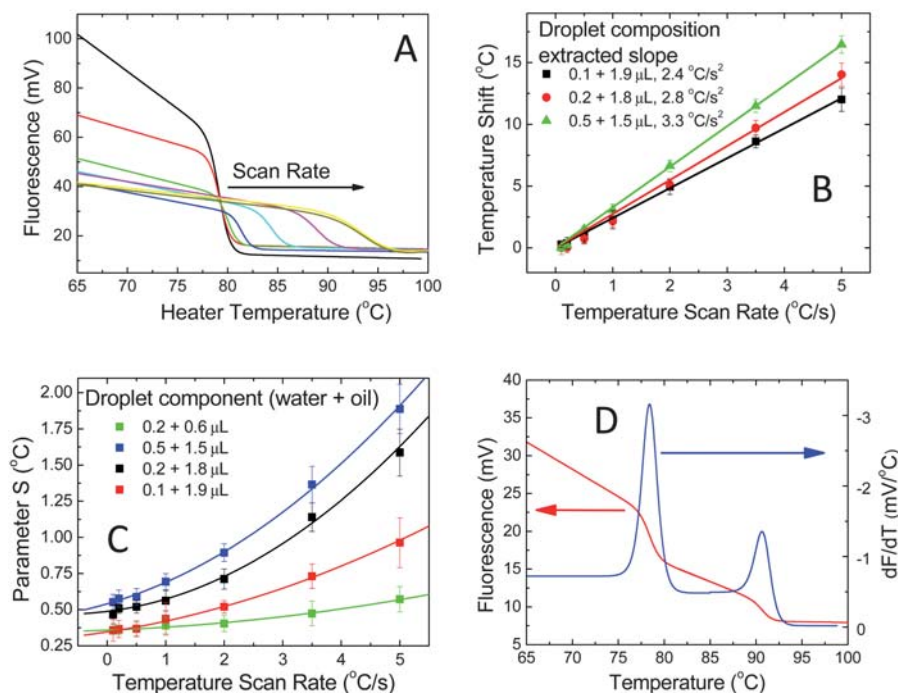 A
Fluorescence (mV)
100
80
60
40
20
Scan Rate
65 70 75 80 85 90 95 100
Heater Temperature (°C)
B
Temperature Shift (°C)
15
10
5
0
Droplet composition
extracted slope
0.1 + 1.9 μL, 2.4 °C/s²
0.2 + 1.8 μL, 2.8 °C/s²
0.5 + 1.5 μL, 3.3 °C/s²
0 1 2 3 4 5
Temperature Scan Rate (°C/s)
C
Parameter S (°C)
2.00
1.75
1.50
1.25
1.00
0.75
0.50
0.25
Droplet component (water + oil)
0.2 + 0.6 μL
0.5 + 1.5 μL
0.2 + 1.8 μL
0.1 + 1.9 μL
0 1 2 3 4 5
Temperature Scan Rate (°C/s)
D
Fluorescence (mV)
40
35
30
25
20
15
10
5
-3
-2
-1
0
dF/dT (mV/°C)
65 70 75 80 85 90 95 100
Temperature (°C)